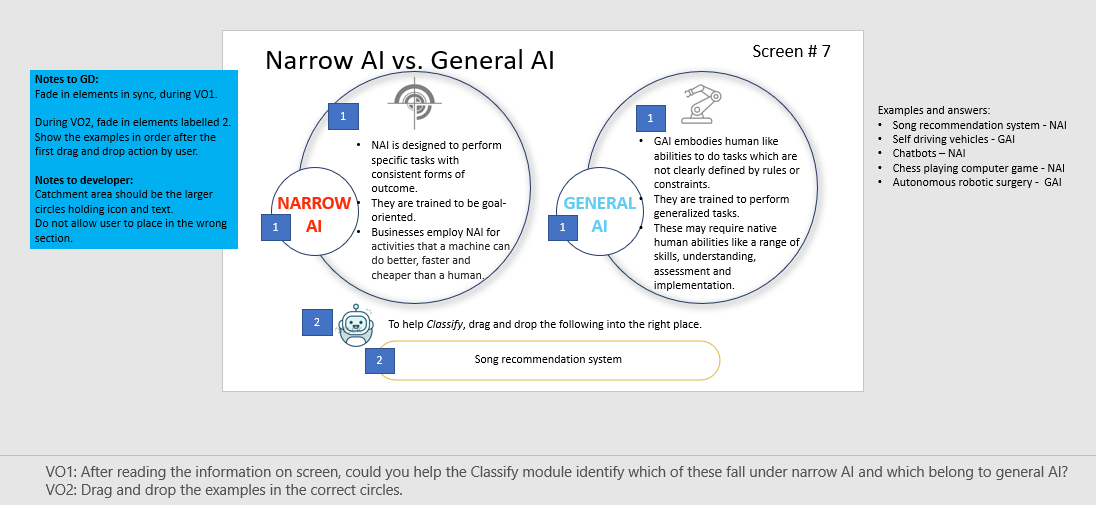 Notes to GD:
Fade in elements in sync, during VO1.
During VO2, fade in elements labelled 2.
Show the examples in order after the
first drag and drop action by user.
Notes to developer:
Catchment area should be the larger
circles holding icon and text.
Do not allow user to place in the wrong
section.
Narrow AI vs. General AI
Screen # 7
1
NARROW
AI
1
• NAI is designed to perform
specific tasks with
consistent forms of
outcome.
• They are trained to be goal-
oriented.
• Businesses employ NAI for
activities that a machine can
do better, faster and
cheaper than a human.
1
GENERAL
AI
1
• GAI embodies human like
abilities to do tasks which are
not clearly defined by rules or
constraints.
• They are trained to perform
generalized tasks.
• These may require native
human abilities like a range of
skills, understanding,
assessment and
implementation.
2
To help Classify, drag and drop the following into the right place.
2
Song recommendation system
Examples and answers:
• Song recommendation system - NAI
• Self driving vehicles - GAI
• Chatbots – NAI
• Chess playing computer game - NAI
• Autonomous robotic surgery - GAI
VO1: After reading the information on screen, could you help the Classify module identify which of these fall under narrow AI and which belong to general AI?
VO2: Drag and drop the examples in the correct circles.